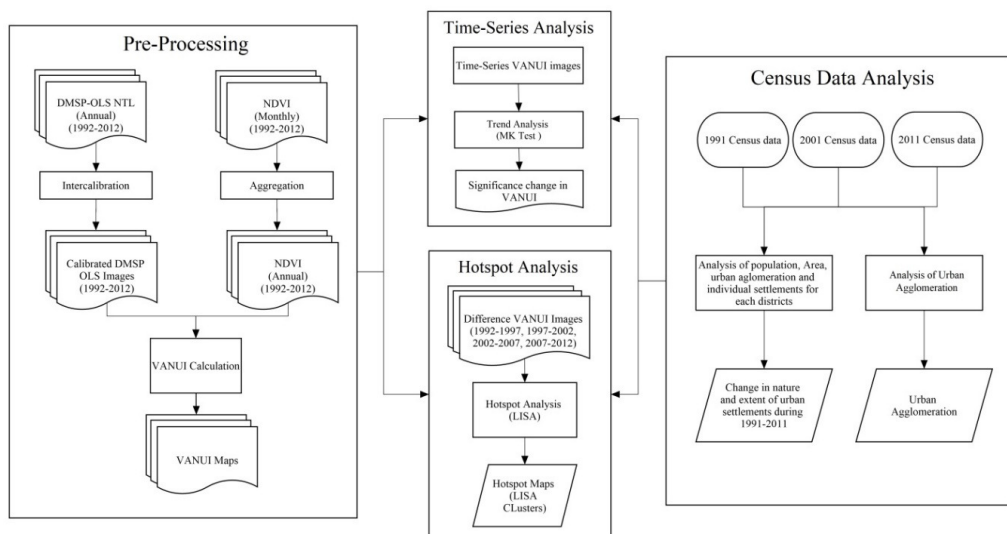 Pre-Processing
DMSP-OLS NTL
(Annual)
(1992-2012)
NDVI
(Monthly)
(1992-2012)
Intercalibration
Aggregation
Calibrated DMSP
OLS Images
(1992-2012)
NDVI
(Annual)
(1992-2012)
VANUI Calculation
VANUI Maps
Time-Series Analysis
Time-Series VANUI images
Trend Analysis
(MK Test )
Significance change in
VANUI
Hotspot Analysis
Difference VANUI Images
(1992-1997, 1997-2002,
2002-2007, 2007-2012)
Hotspot Analysis
(LISA)
Hotspot Maps
(LISA
CLusters)
Census Data Analysis
1991 Census data
2001 Census data
2011 Census data
Analysis of population, Area,
urban aglomeration and
individual settlements for
each districts
Analysis of Urban
Agglomeration
Change in nature
and extent of urban
settlements during
1991-2011
Urban
Agglomeration